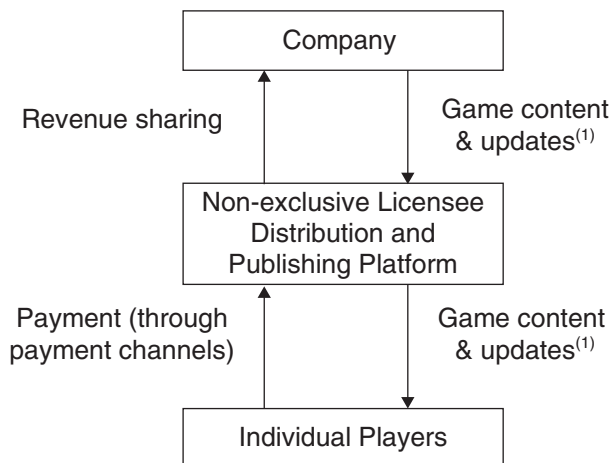 Company
Revenue sharing
Game content
& updates(1)
Non-exclusive Licensee
Distribution and
Publishing Platform
Payment (through
payment channels)
Game content
& updates(1)
Individual Players